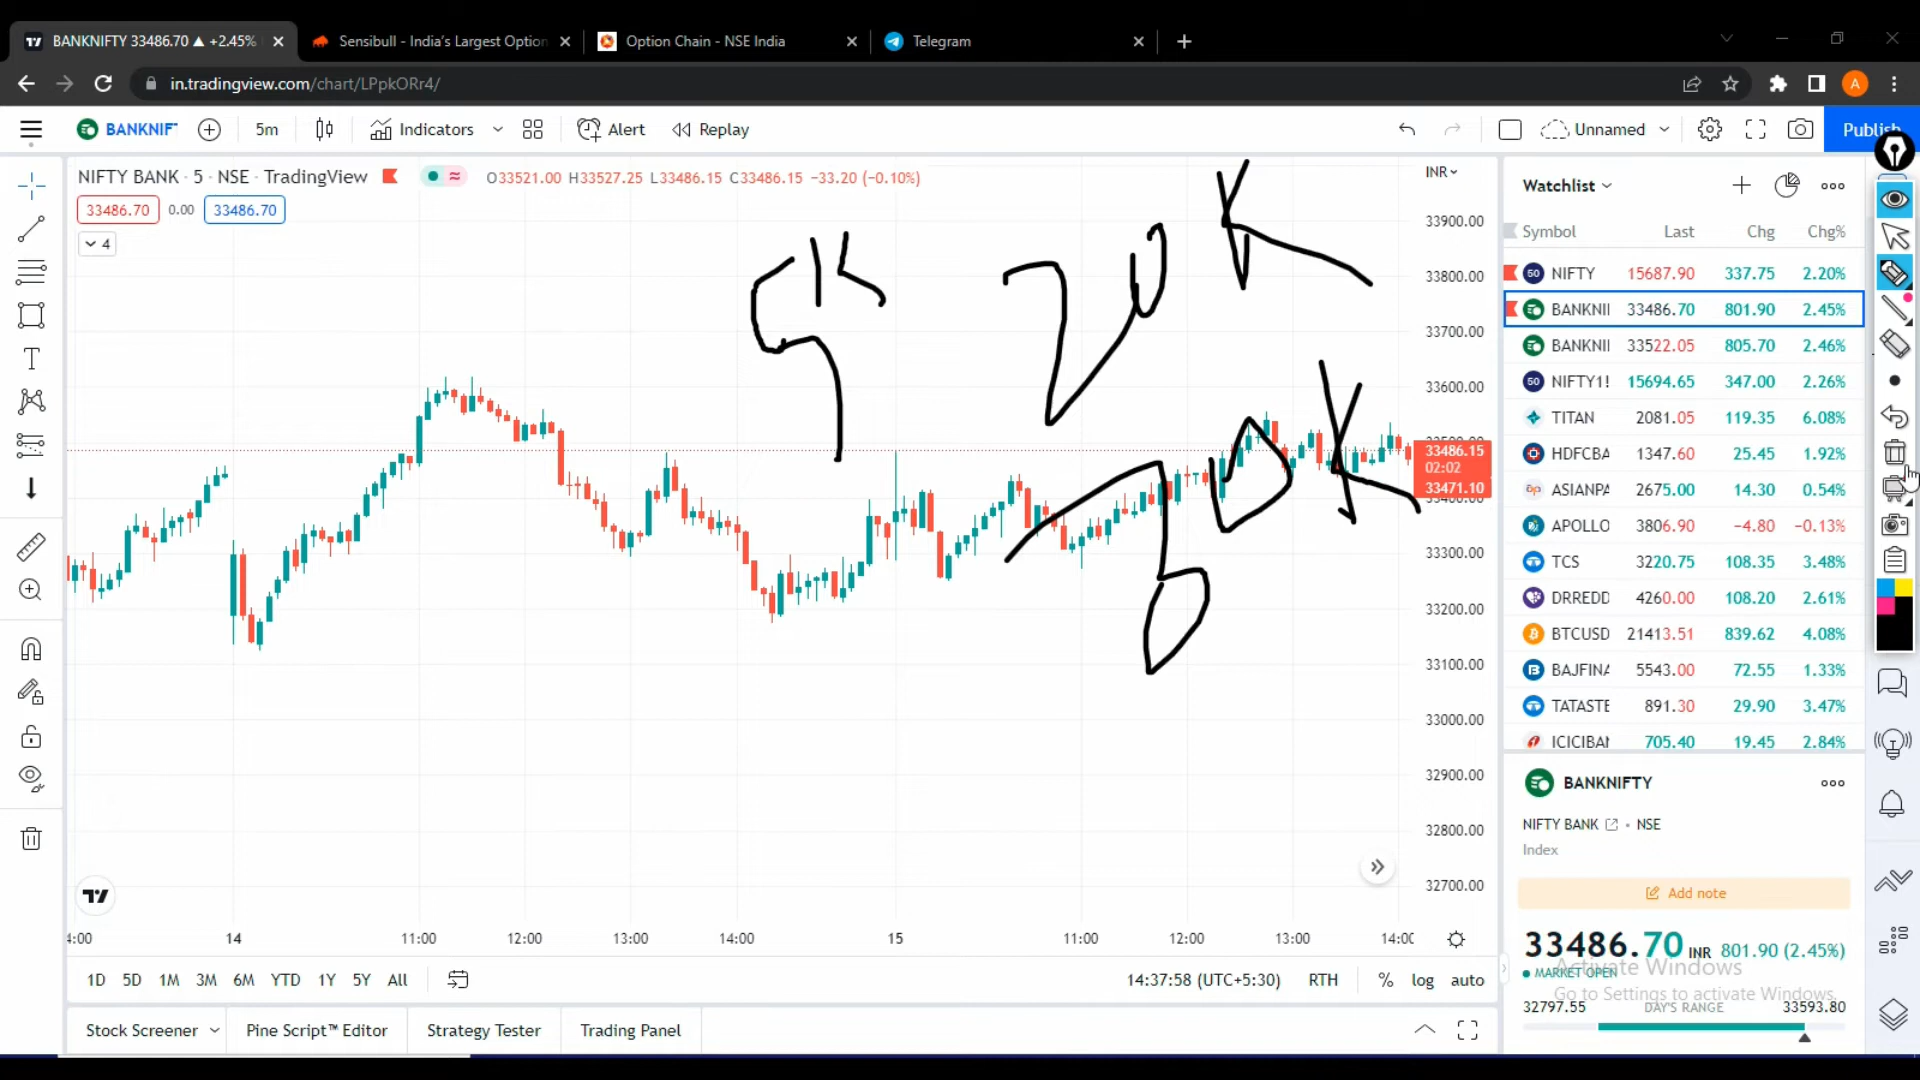 BANKNIFTY 33486.70 ▲ +2.45%
Sensibull - India's Largest Option
Option Chain - NSE India
Telegram
in.tradingview.com/chart/LPpkORr4/
BANKNIF
5m
Indicators
Alert
Replay
Unnamed
Publish
NIFTY BANK · 5 · NSE · TradingView
O33521.00 H33527.25 L33486.15 C33486.15 −33.20 (−0.10%)
33486.70 0.00 33486.70
4
5K
20K
30K
INR
33900.00
33800.00
33700.00
33600.00
33500.00
33486.15
02:02
33471.10
33400.00
33300.00
33200.00
33100.00
33000.00
32900.00
32800.00
32700.00
4:00 14 11:00 12:00 13:00 14:00 15 11:00 12:00 13:00 14:00
1D 5D 1M 3M 6M YTD 1Y 5Y All
14:37:58 (UTC+5:30) RTH % log auto
Stock Screener
Pine Script™ Editor
Strategy Tester
Trading Panel
Watchlist
Symbol Last Chg Chg%
50 NIFTY 15687.90 337.75 2.20%
BANKNII 33486.70 801.90 2.45%
BANKNII 33522.05 805.70 2.46%
50 NIFTY1! 15694.65 347.00 2.26%
TITAN 2081.05 119.35 6.08%
HDFCBA 1347.60 25.45 1.92%
ap ASIANPA 2675.00 14.30 0.54%
APOLLO 3806.90 −4.80 −0.13%
TCS 3220.75 108.35 3.48%
DRREDD 4260.00 108.20 2.61%
BTCUSD 21413.51 839.62 4.08%
BAJFINA 5543.00 72.55 1.33%
TATASTE 891.30 29.90 3.47%
ICICIBAI 705.40 19.45 2.84%
BANKNIFTY
NIFTY BANK · NSE
Index
Add note
33486.70 INR 801.90 (2.45%)
MARKET OPEN
Activate Windows
Go to Settings to activate Windows.
32797.55 DAY'S RANGE 33593.80
A